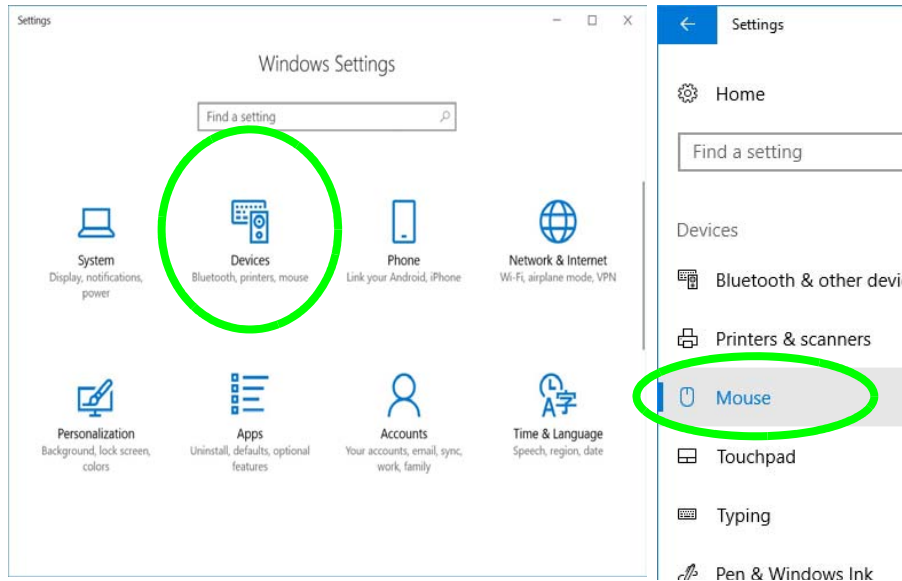 Settings
Windows Settings
Find a setting
System
Display, notifications,
power
Devices
Bluetooth, printers, mouse
Phone
Link your Android, iPhone
Network & Internet
Wi-Fi, airplane mode, VPN
Personalization
Background, lock screen,
colors
Apps
Uninstall, defaults, optional
features
Accounts
Your accounts, email, sync,
work, family
Time & Language
Speech, region, date
Settings
Home
Find a setting
Devices
Bluetooth & other devi
Printers & scanners
Mouse
Touchpad
Typing
Pen & Windows Ink